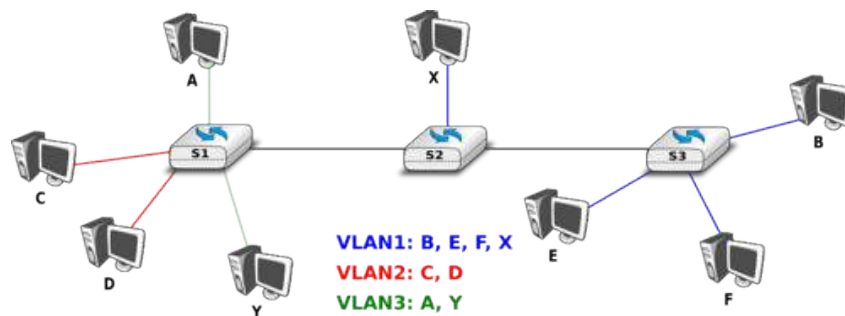 A
X
B
S1
S2
S3
C
E
D
VLAN1: B, E, F, X
VLAN2: C, D
VLAN3: A, Y
Y
F